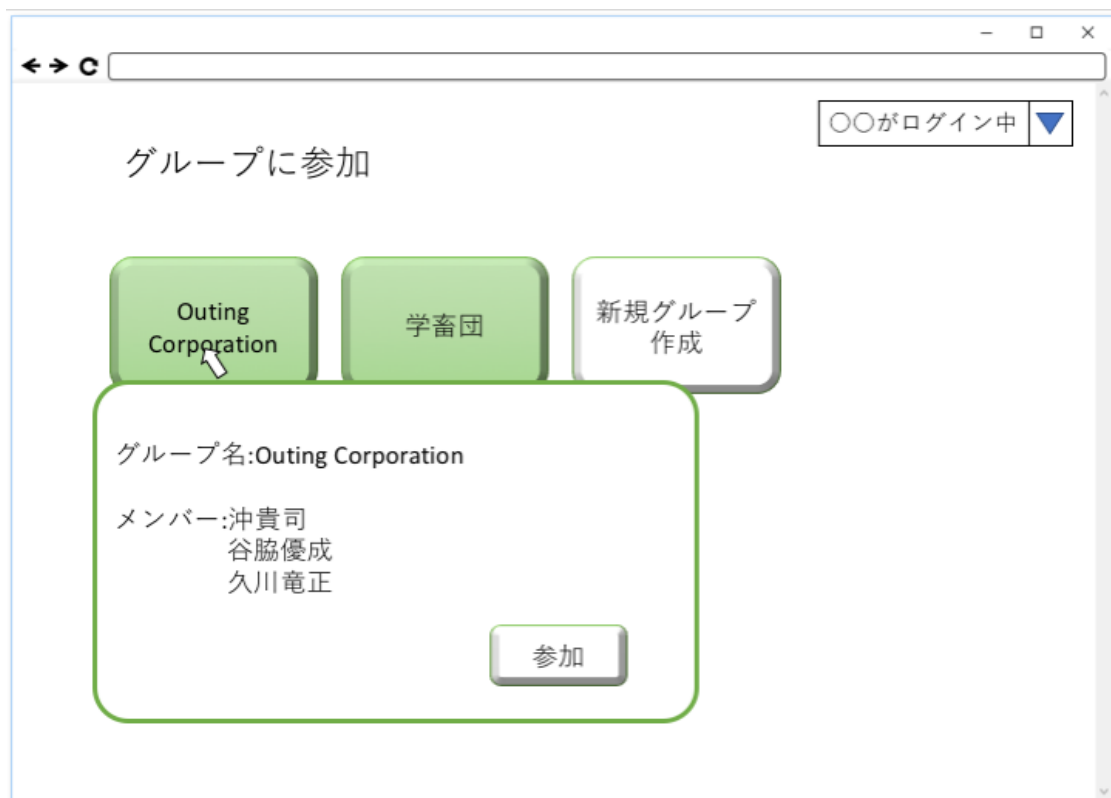 ○○がログイン中
グループに参加
Outing
Corporation
学畜団
新規グループ
作成
グループ名:Outing Corporation
メンバー:沖貴司
谷脇優成
久川竜正
参加